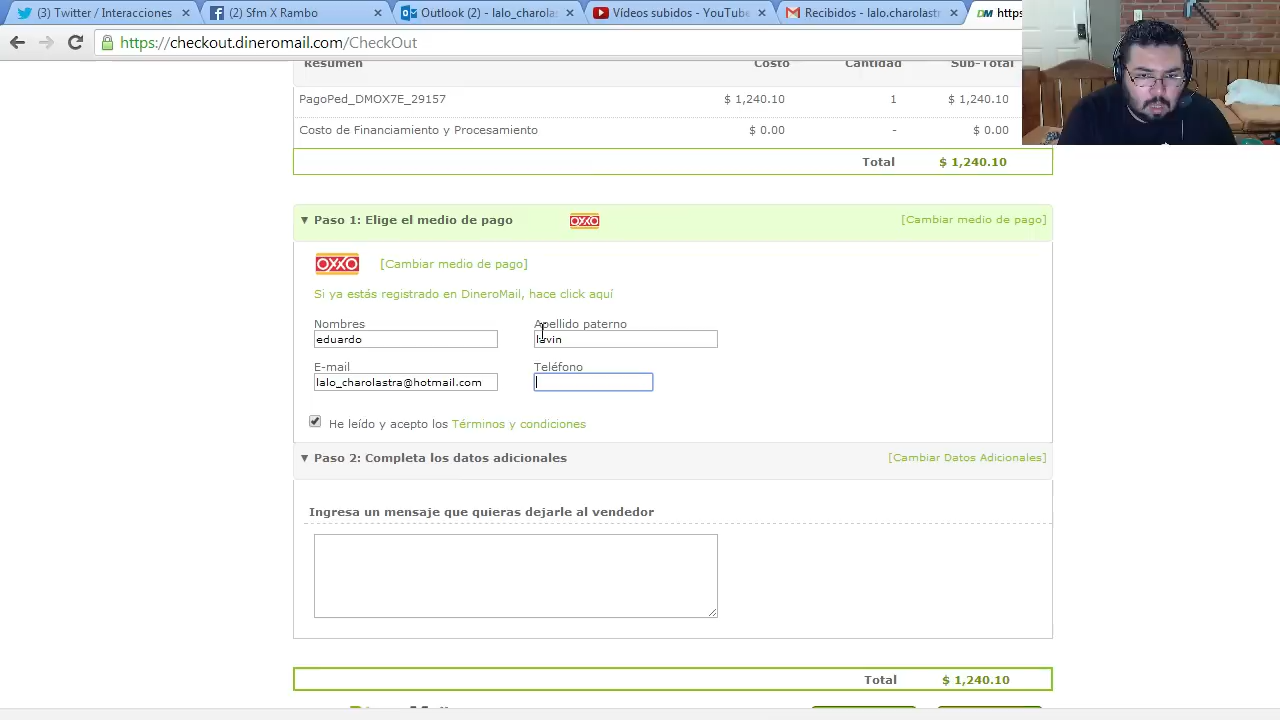 (3) Twitter / Interacciones
(2) Sfm X Rambo
Outlook (2) - lalo_charolas
Vídeos subidos - YouTube
Recibidos - lalo.charolastr
DM https:
https://checkout.dineromail.com/CheckOut
Resumen Costo Cantidad Sub-Total
PagoPed_DMOX7E_29157 $ 1,240.10 1 $ 1,240.10
Costo de Financiamiento y Procesamiento $ 0.00 - $ 0.00
Total $ 1,240.10
▼ Paso 1: Elige el medio de pago OXXO [Cambiar medio de pago]
OXXO [Cambiar medio de pago]
Si ya estás registrado en DineroMail, hace click aquí
Nombres Apellido paterno
eduardo lavin
E-mail Teléfono
lalo_charolastra@hotmail.com
He leído y acepto los Términos y condiciones
▼ Paso 2: Completa los datos adicionales [Cambiar Datos Adicionales]
Ingresa un mensaje que quieras dejarle al vendedor
Total $ 1,240.10